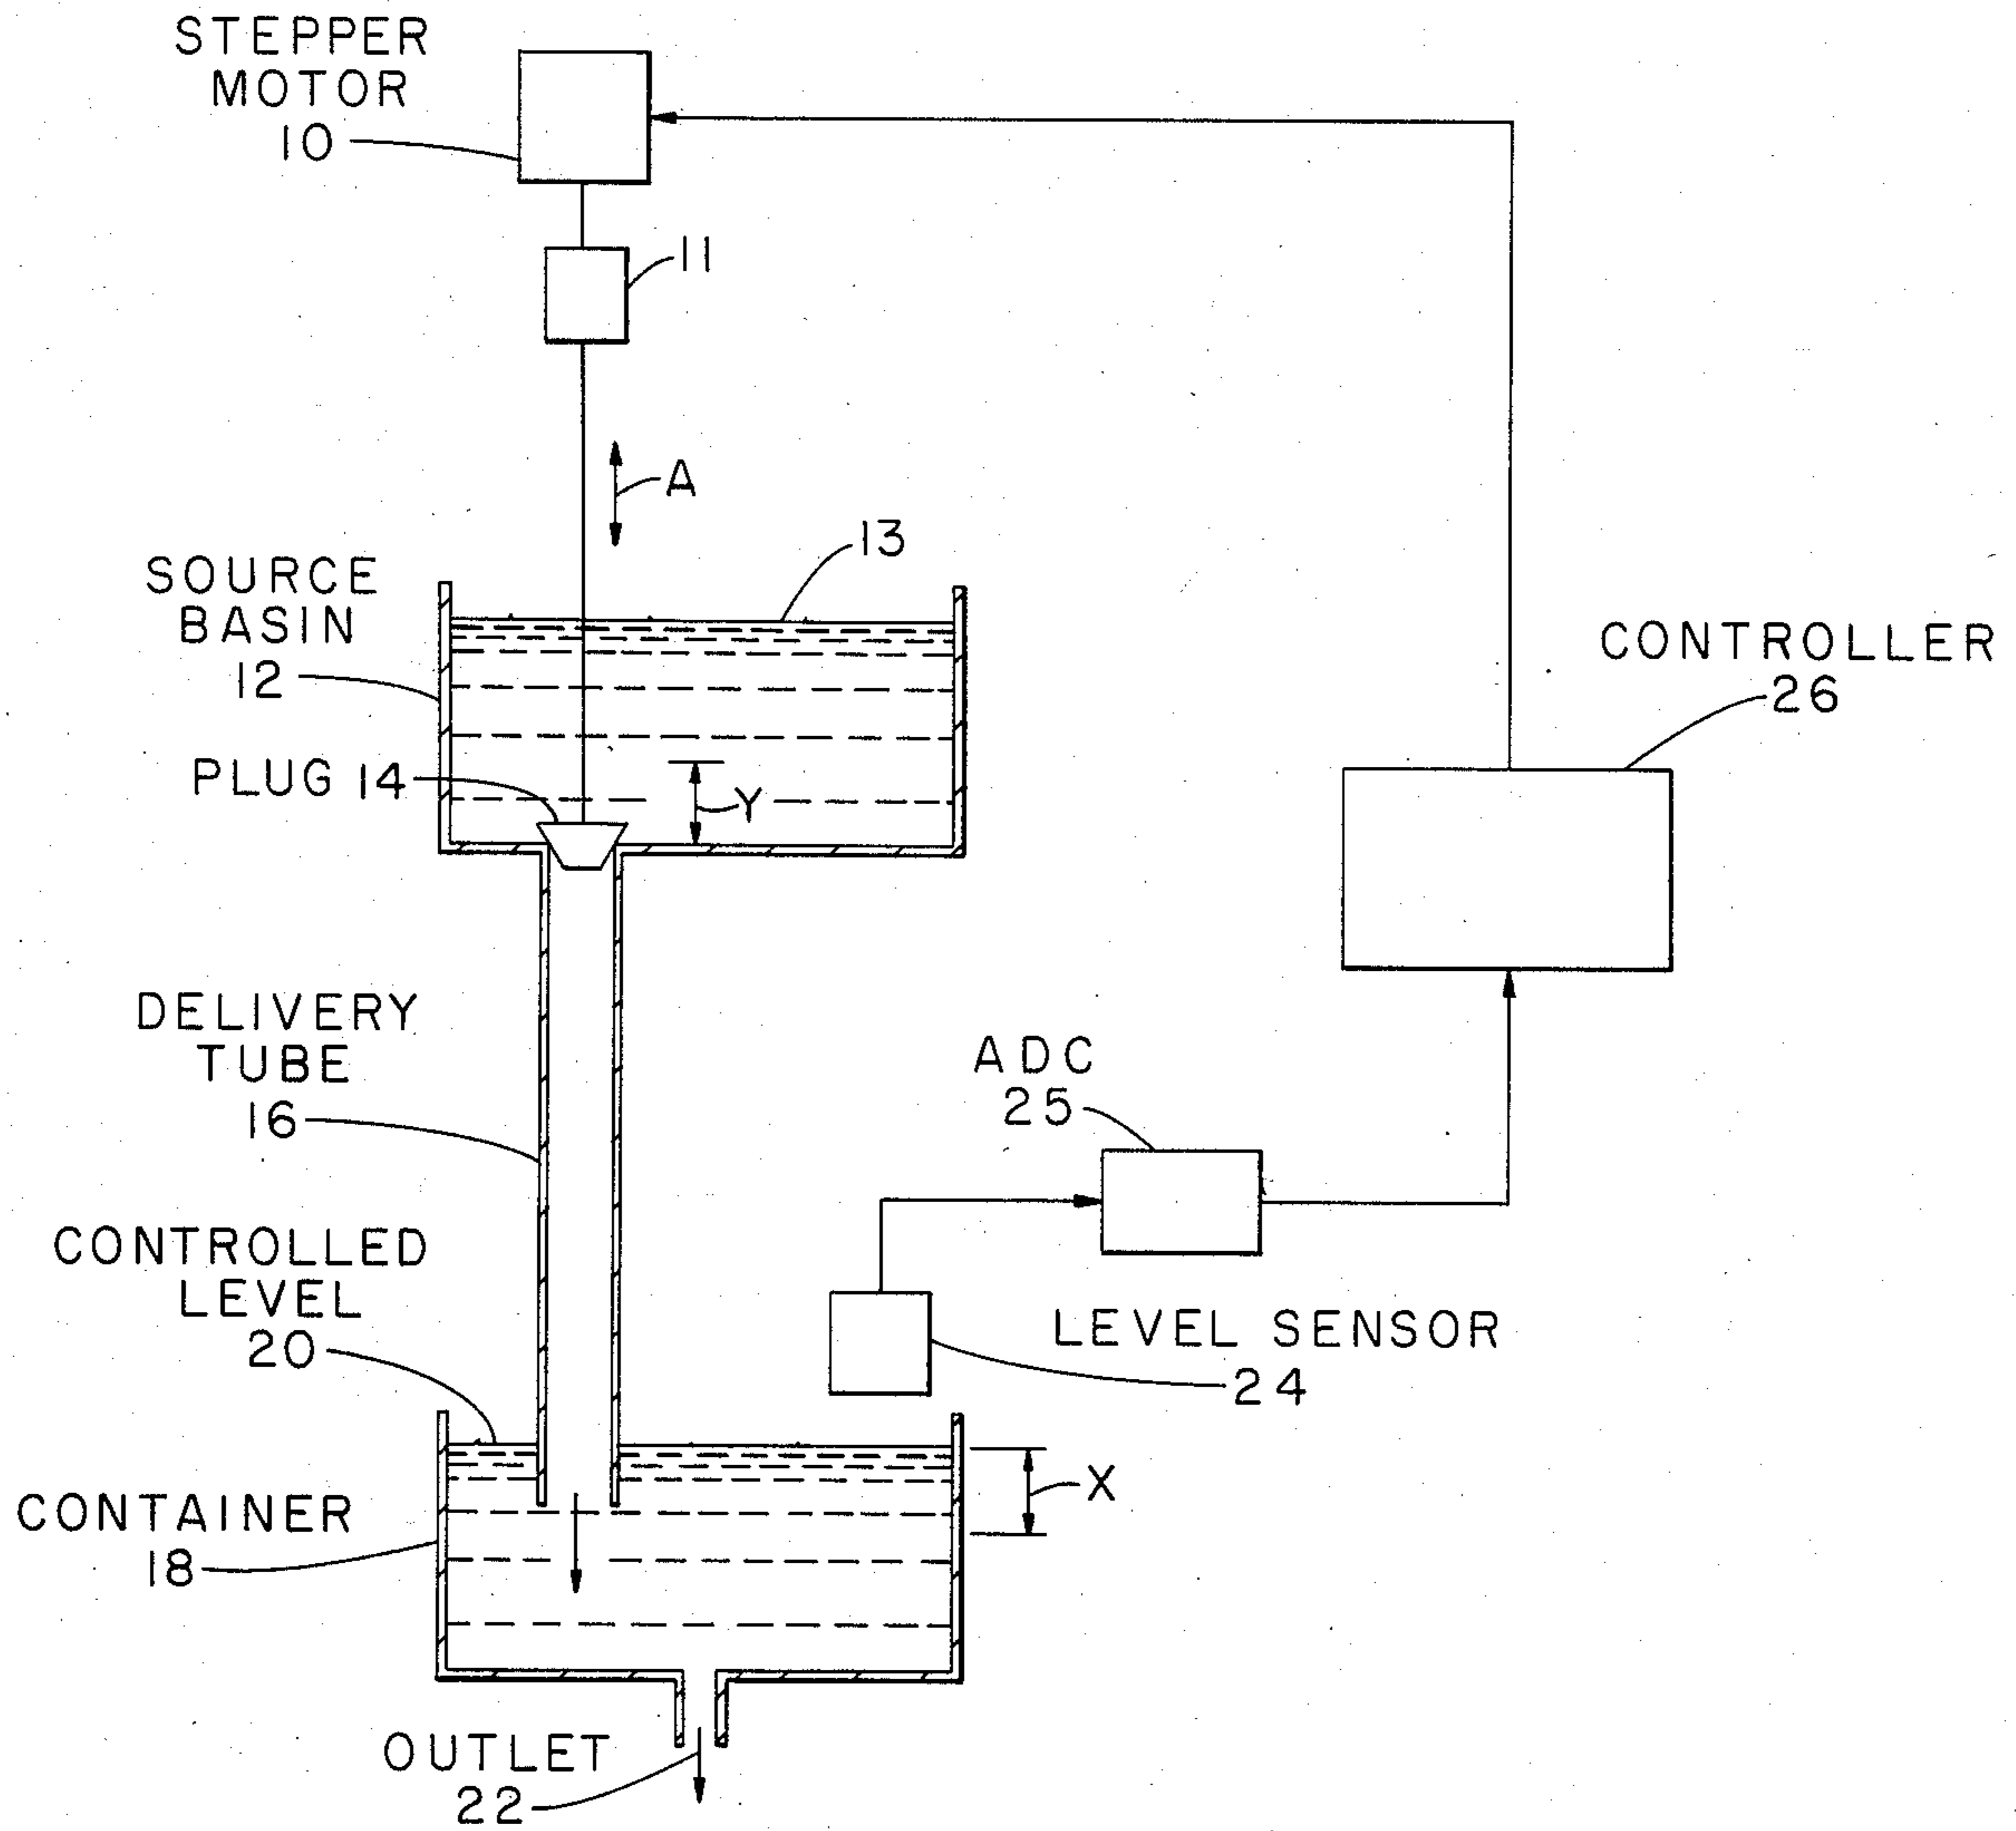 STEPPER
MOTOR
10
11
A
13
SOURCE
BASIN
12
CONTROLLER
26
PLUG 14
Y
DELIVERY
TUBE
16
ADC
25
CONTROLLED
LEVEL
20
LEVEL SENSOR
24
X
CONTAINER
18
OUTLET
22